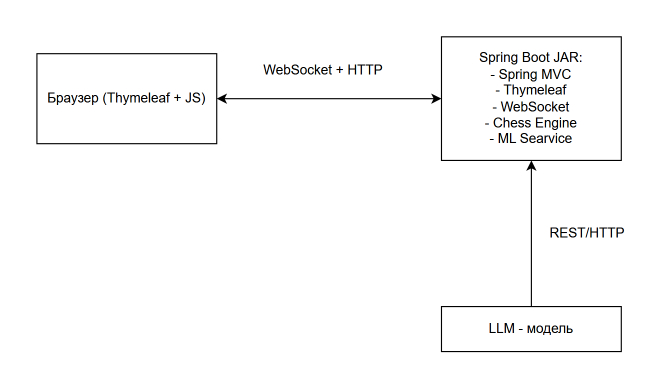 WebSocket + HTTP
Браузер (Thymeleaf + JS)
Spring Boot JAR:
- Spring MVC
- Thymeleaf
- WebSocket
- Chess Engine
- ML Searvice
REST/HTTP
LLM - модель